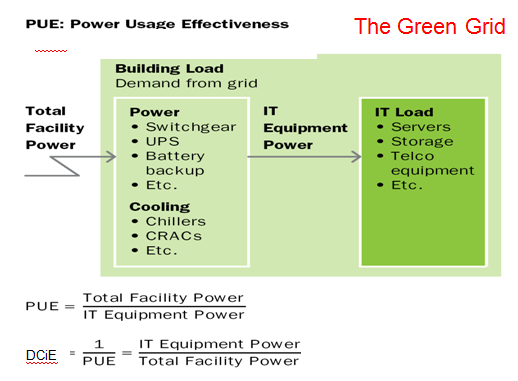 PUE: Power Usage Effectiveness
The Green Grid
Building Load
Demand from grid
Total
Facility
Power
Power
• Switchgear
• UPS
• Battery
backup
• Etc.
Cooling
• Chillers
• CRACs
• Etc.
IT
Equipment
Power
IT Load
• Servers
• Storage
• Telco
equipment
• Etc.
PUE = Total Facility Power / IT Equipment Power
DCiE = 1 / PUE = IT Equipment Power / Total Facility Power